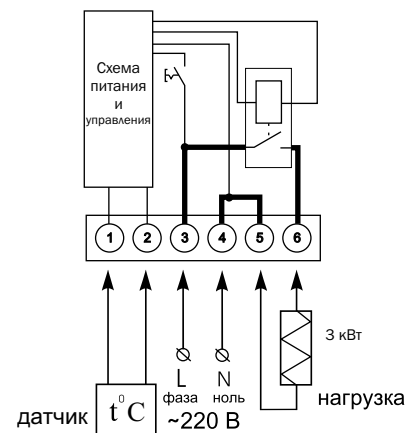 Схема
питания
и
управления
1 2 3 4 5 6
3 кВт
L N
фаза ноль
нагрузка
датчик t°C ~220 В